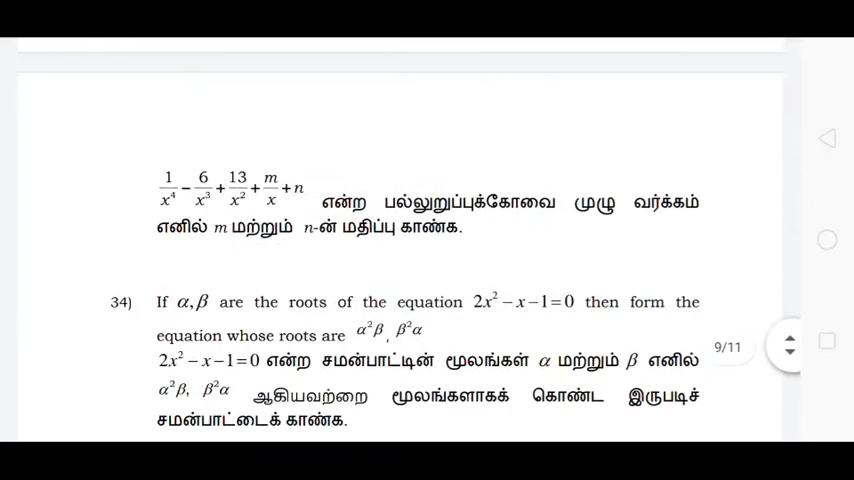 1/x⁴ − 6/x³ + 13/x² + m/x + n என்ற பல்லுறுப்புக்கோவை முழு வர்க்கம்
எனில் m மற்றும் n-ன் மதிப்பு காண்க.
34) If α, β are the roots of the equation 2x² − x − 1 = 0 then form the
equation whose roots are α²β, β²α
2x² − x − 1 = 0 என்ற சமன்பாட்டின் மூலங்கள் α மற்றும் β எனில்
α²β, β²α ஆகியவற்றை மூலங்களாகக் கொண்ட இருபடிச்
சமன்பாட்டைக் காண்க.
9/11